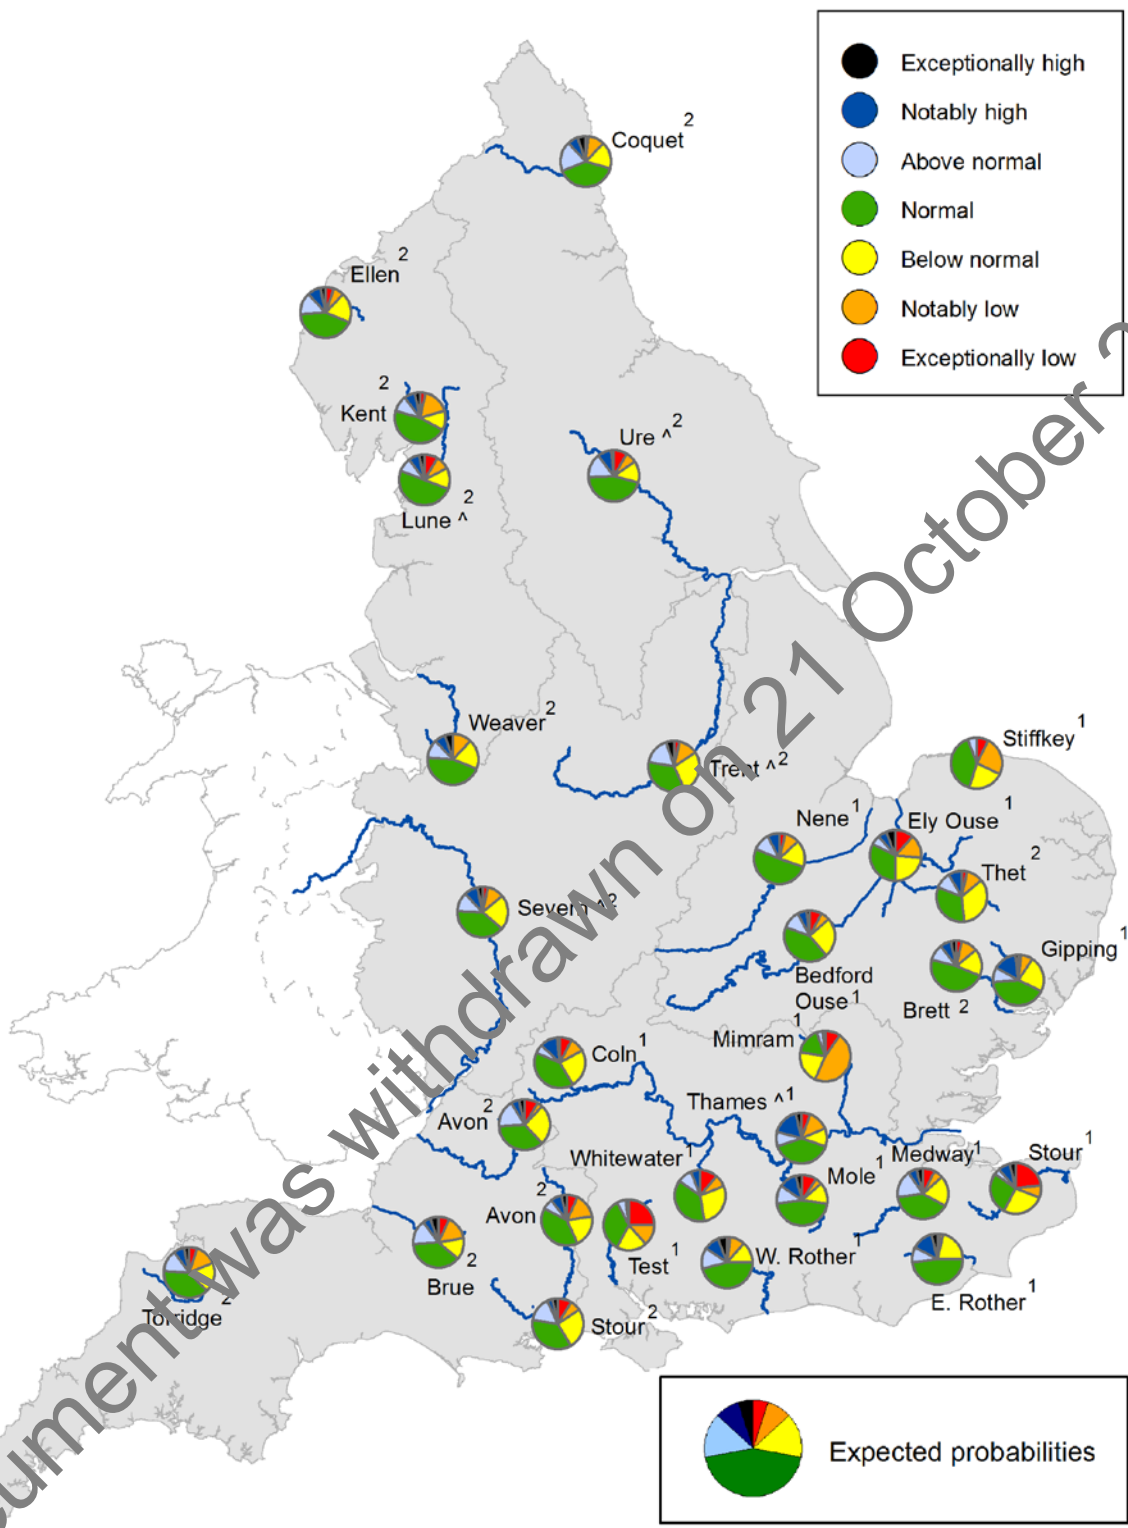 Exceptionally high
Notably high
Above normal
Normal
Below normal
Notably low
Exceptionally low
Coquet 2
Ellen 2
2
Kent
Ure ^ 2
2
Lune ^
Weaver 2
Trent ^ 2
Stiffkey 1
Nene 1
Ely Ouse 1
Thet 2
Severn ^ 2
Gipping 1
Bedford
Ouse 1
Brett 2
Mimram 1
Coln 1
Thames ^ 1
Avon 2
Whitewater 1
Mole 1
Medway 1
Stour 1
Avon 2
Test 1
W. Rother 1
E. Rother 1
Brue 2
Torridge 2
Stour 2
Expected probabilities
cument was withdrawn on 21 October 2